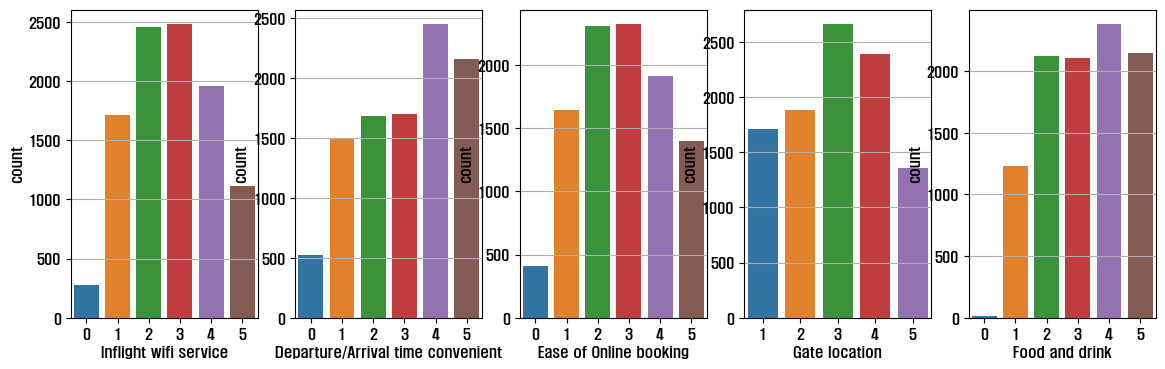 count
2500
2000
1500
1000
500
0
0 1 2 3 4 5
Inflight wifi service
count
2500
2000
1500
1000
500
0
0 1 2 3 4 5
Departure/Arrival time convenient
count
2000
1500
1000
500
0
0 1 2 3 4 5
Ease of Online booking
count
2500
2000
1500
1000
500
0
1 2 3 4 5
Gate location
count
2000
1500
1000
500
0
0 1 2 3 4 5
Food and drink